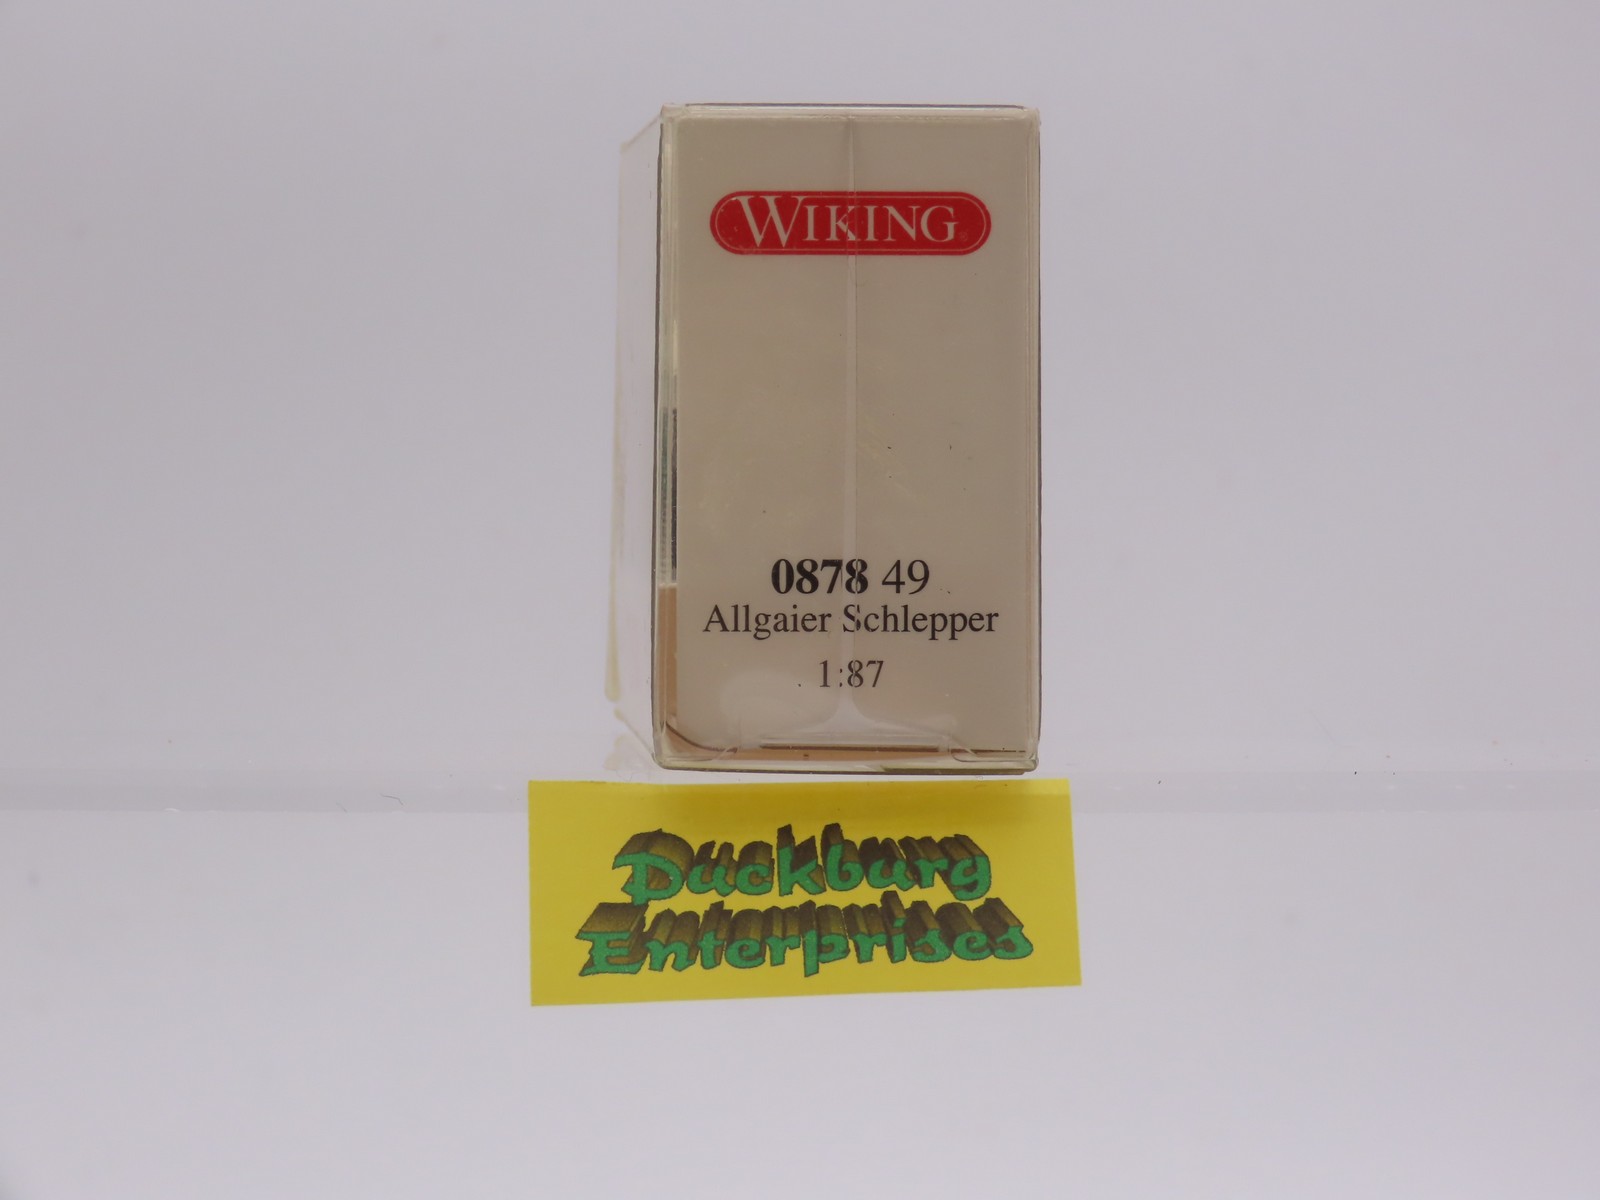 WIKING
0878 49
Allgaier Schlepper
1:87
Duckburg
Enterprises